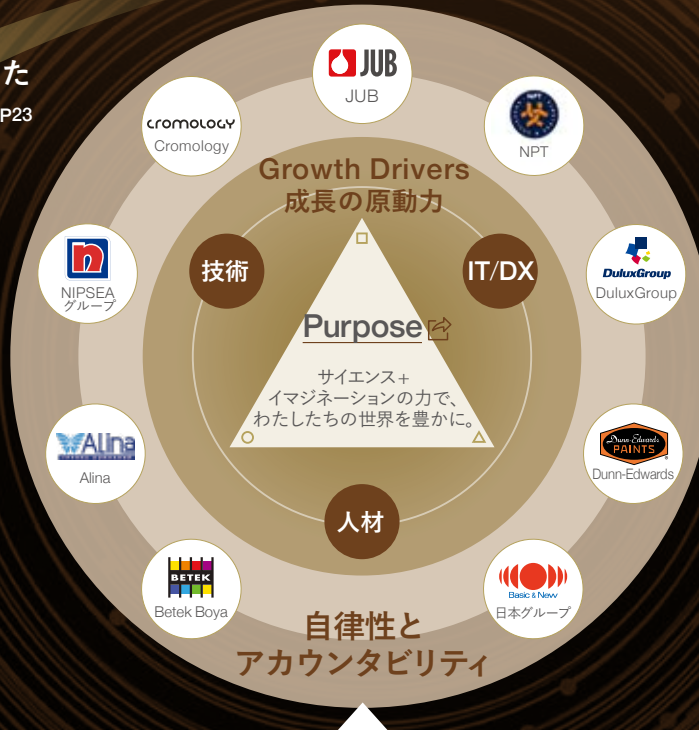 た
P23
JUB
JUB
CROMOLOGY
Cromology
NPT
NPT
Growth Drivers
成長の原動力
n
NIPSEA
グループ
技術
IT/DX
DuluxGroup
DuluxGroup
Purpose
サイエンス+
イマジネーションの力で、
わたしたちの世界を豊かに。
Alina
Alina
Dunn-Edwards
PAINTS
Dunn-Edwards
人材
BETEK
Betek Boya
Basic & New
日本グループ
自律性と
アカウンタビリティ